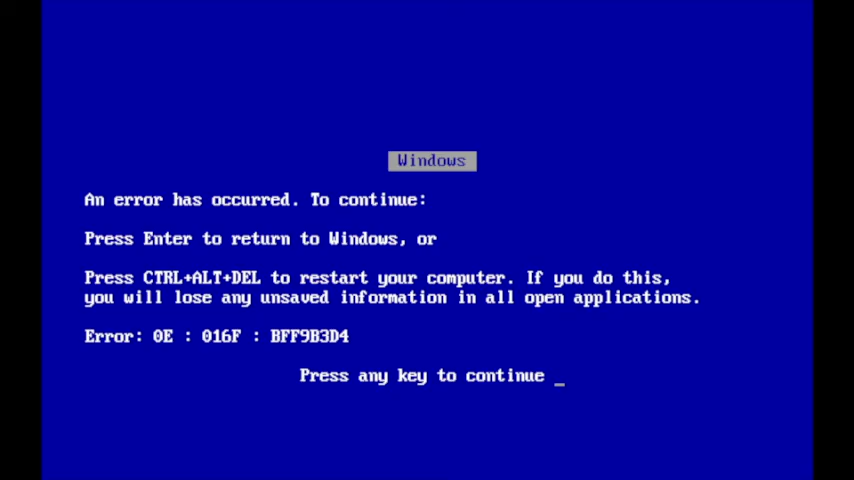 Windows
An error has occurred. To continue:
Press Enter to return to Windows, or
Press CTRL+ALT+DEL to restart your computer. If you do this,
you will lose any unsaved information in all open applications.
Error: 0E : 016F : BFF9B3D4
Press any key to continue _